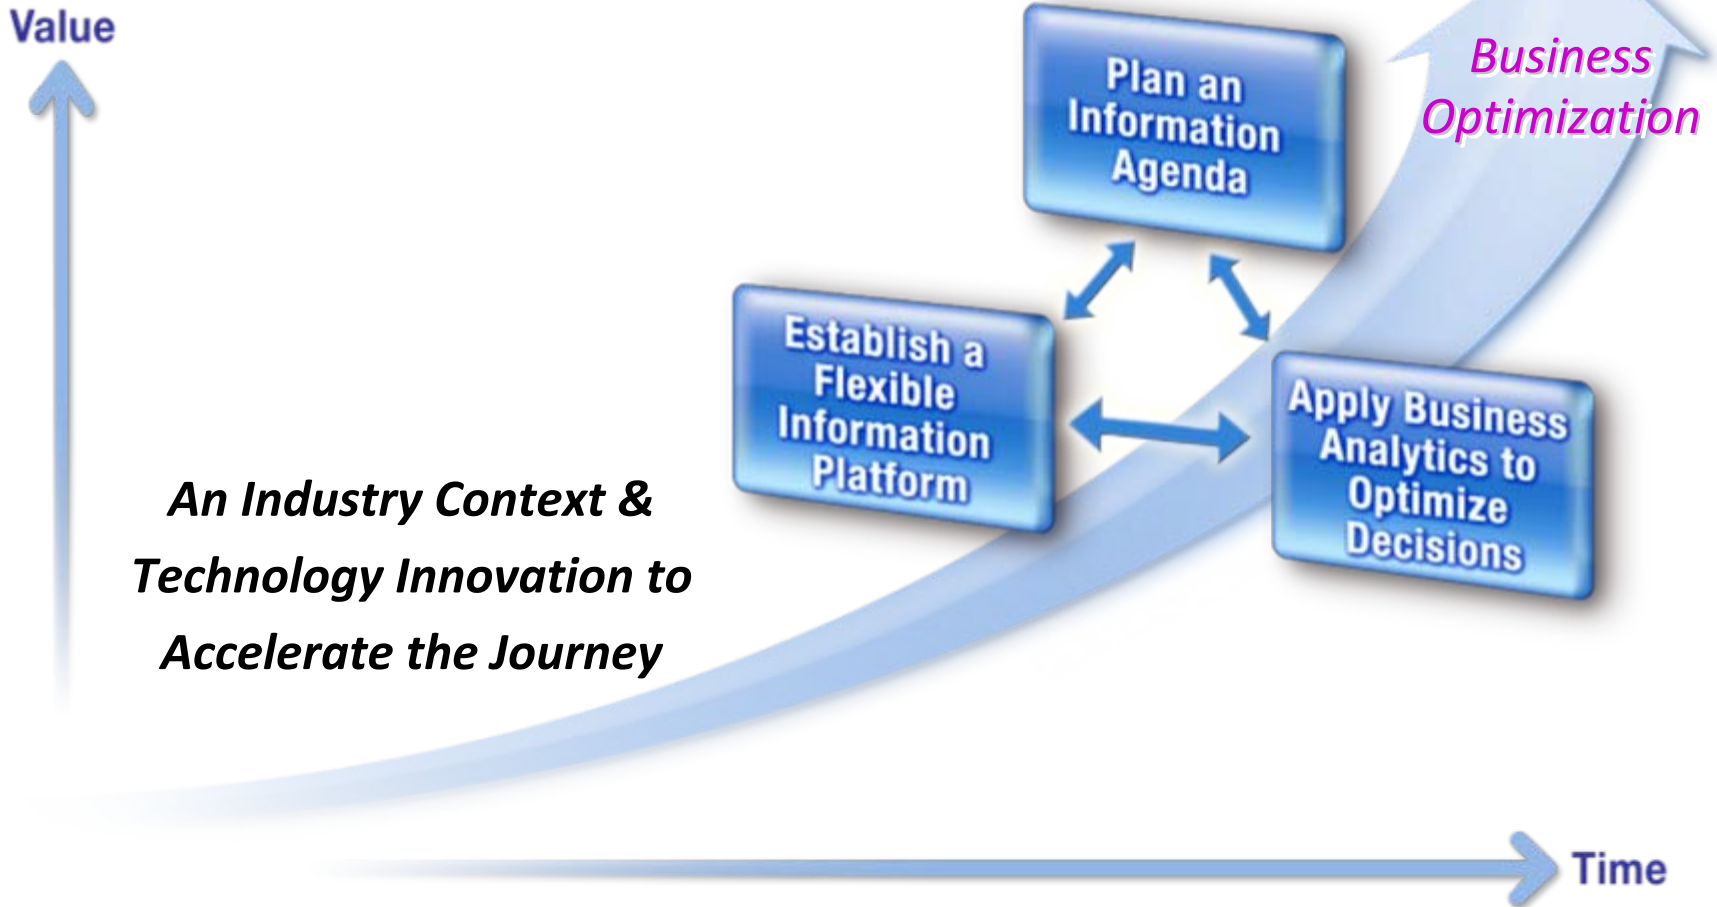 Value
Business
Optimization
Plan an
Information
Agenda
Establish a
Flexible
Information
Platform
Apply Business
Analytics to
Optimize
Decisions
An Industry Context &
Technology Innovation to
Accelerate the Journey
Time